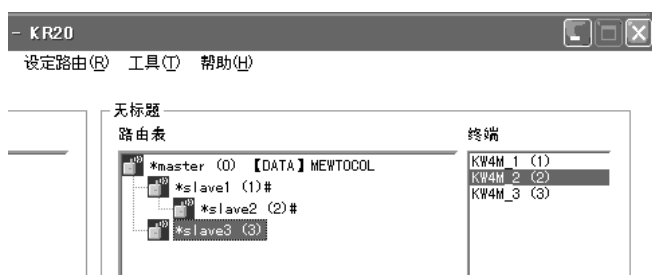 - KR20
设定路由(R) 工具(T) 帮助(H)
无标题
路由表
*master (0) 【DATA】MEWTOCOL
*slave1 (1)#
*slave2 (2)#
*slave3 (3)
终端
KW4M_1 (1)
KW4M_2 (2)
KW4M_3 (3)